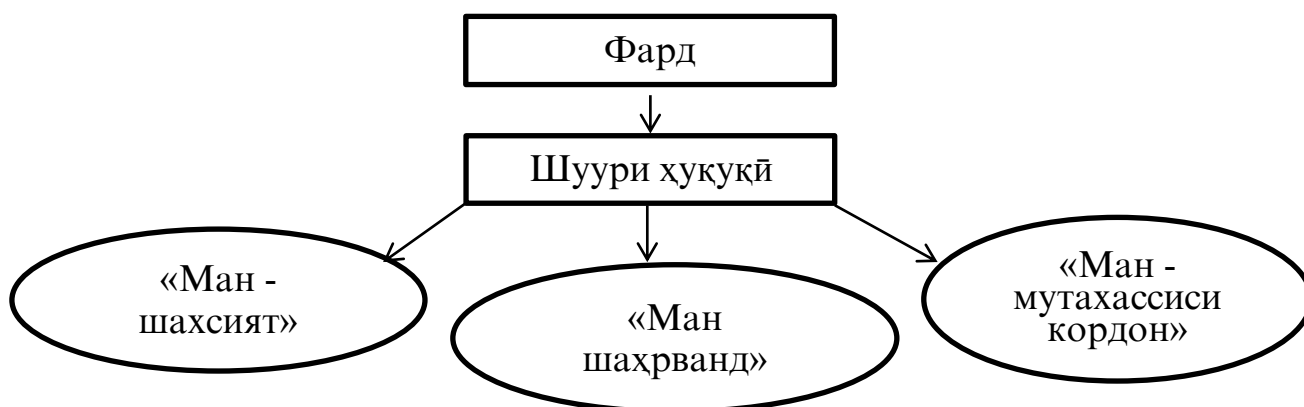 Фард
Шуури ҳуқуқӣ
«Ман -
шахсият»
«Ман
шаҳрванд»
«Ман -
мутахассиси
кордон»